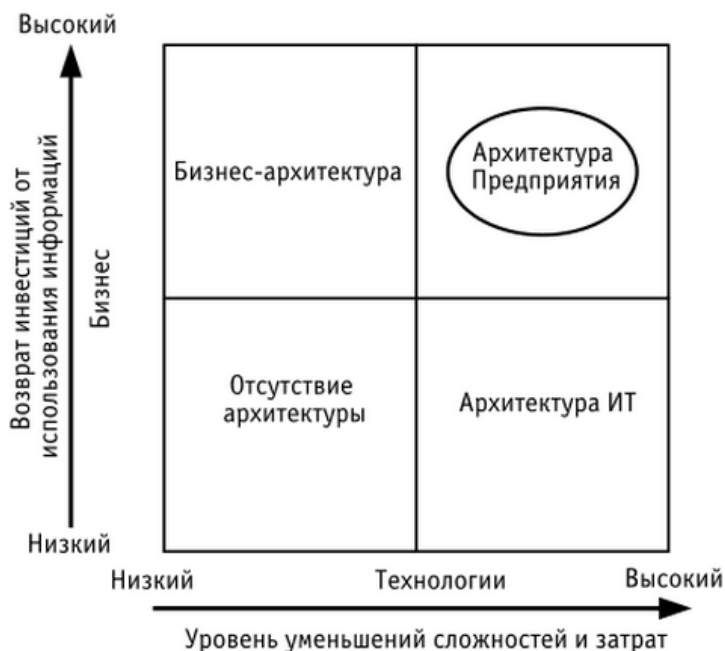 Высокий
Возврат инвестиций от
использования информаций
Бизнес
Бизнес-архитектура
Архитектура
Предприятия
Отсутствие
архитектуры
Архитектура ИТ
Низкий
Низкий
Технологии
Высокий
Уровень уменьшений сложностей и затрат